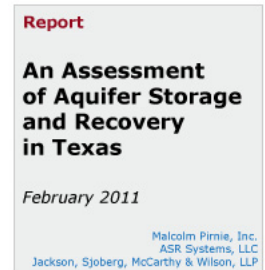 Report
An Assessment
of Aquifer Storage
and Recovery
in Texas
February 2011
Malcolm Pirnie, Inc.
ASR Systems, LLC
Jackson, Sjoberg, McCarthy & Wilson, LLP